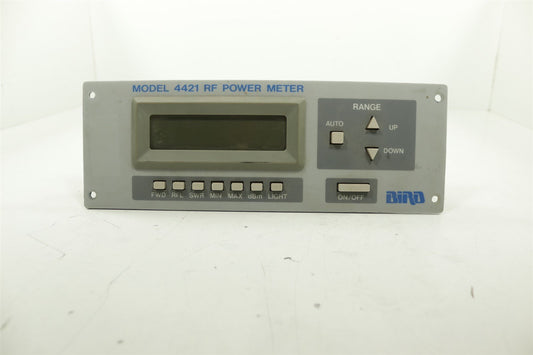 MODEL 4421 RF POWER METER
RANGE
AUTO
UP
DOWN
FWD RFL SWR MIN MAX dBm LIGHT
ON/OFF
BIRD